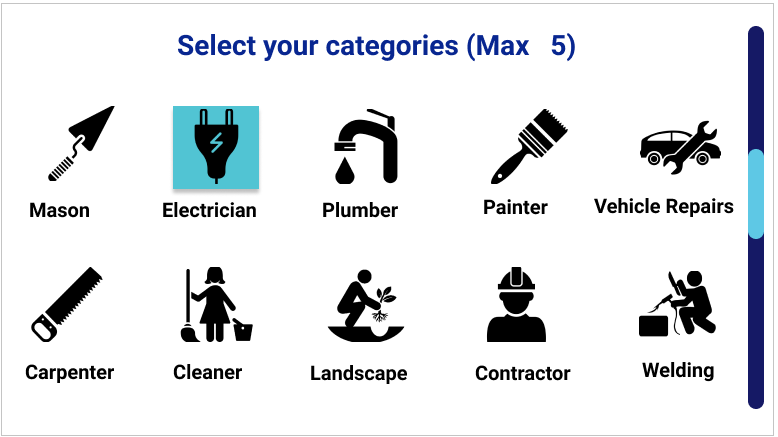 Select your categories (Max 5)
Mason
Electrician
Plumber
Painter
Vehicle Repairs
Carpenter
Cleaner
Landscape
Contractor
Welding